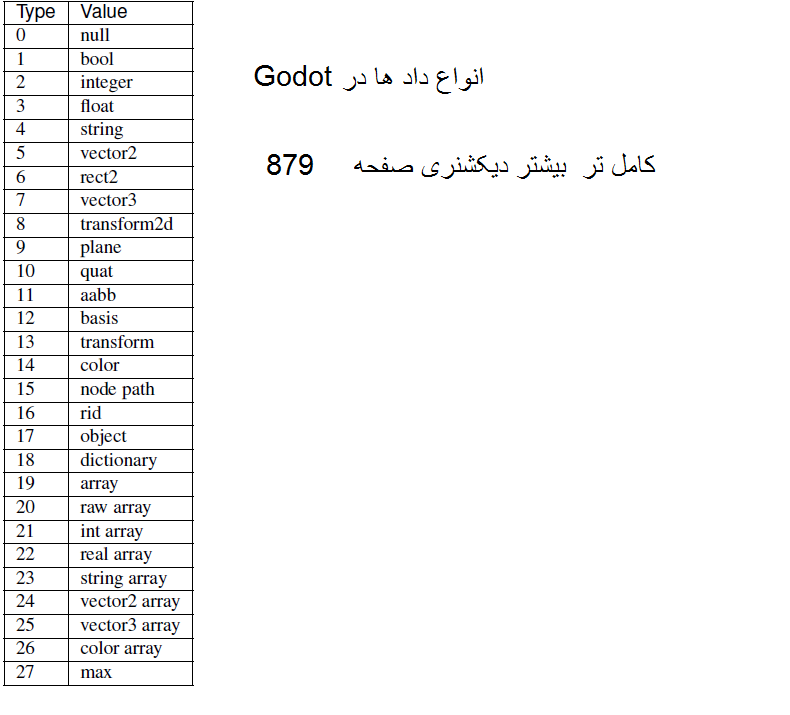 Type Value
0 null
1 bool
2 integer
3 float
4 string
5 vector2
6 rect2
7 vector3
8 transform2d
9 plane
10 quat
11 aabb
12 basis
13 transform
14 color
15 node path
16 rid
17 object
18 dictionary
19 array
20 raw array
21 int array
22 real array
23 string array
24 vector2 array
25 vector3 array
26 color array
27 max
انواع داد ها در Godot
کامل تر بیشتر دیکشنری صفحه 879